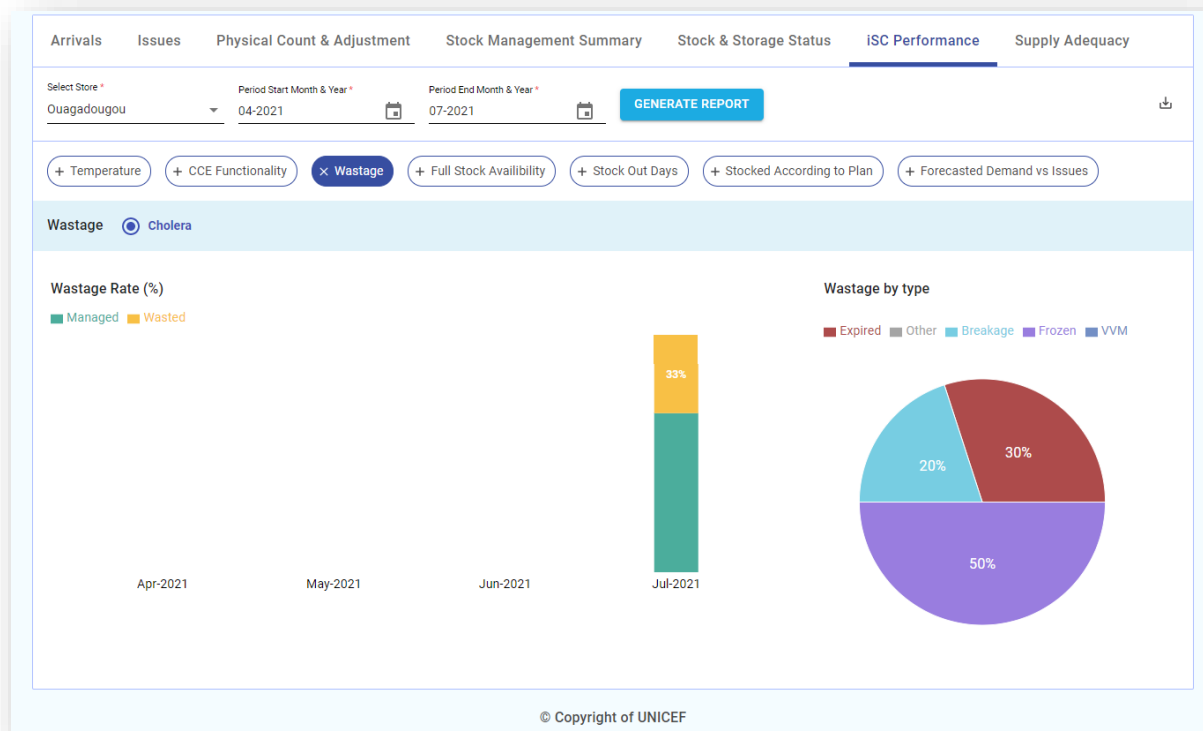 Arrivals Issues Physical Count & Adjustment Stock Management Summary Stock & Storage Status iSC Performance Supply Adequacy
Select Store * Period Start Month & Year * Period End Month & Year *
Ouagadougou 04-2021 07-2021 GENERATE REPORT
+ Temperature + CCE Functionality × Wastage + Full Stock Availibility + Stock Out Days + Stocked According to Plan + Forecasted Demand vs Issues
Wastage Cholera
Wastage Rate (%)
Managed Wasted
33%
Apr-2021 May-2021 Jun-2021 Jul-2021
Wastage by type
Expired Other Breakage Frozen VVM
30%
20%
50%
© Copyright of UNICEF